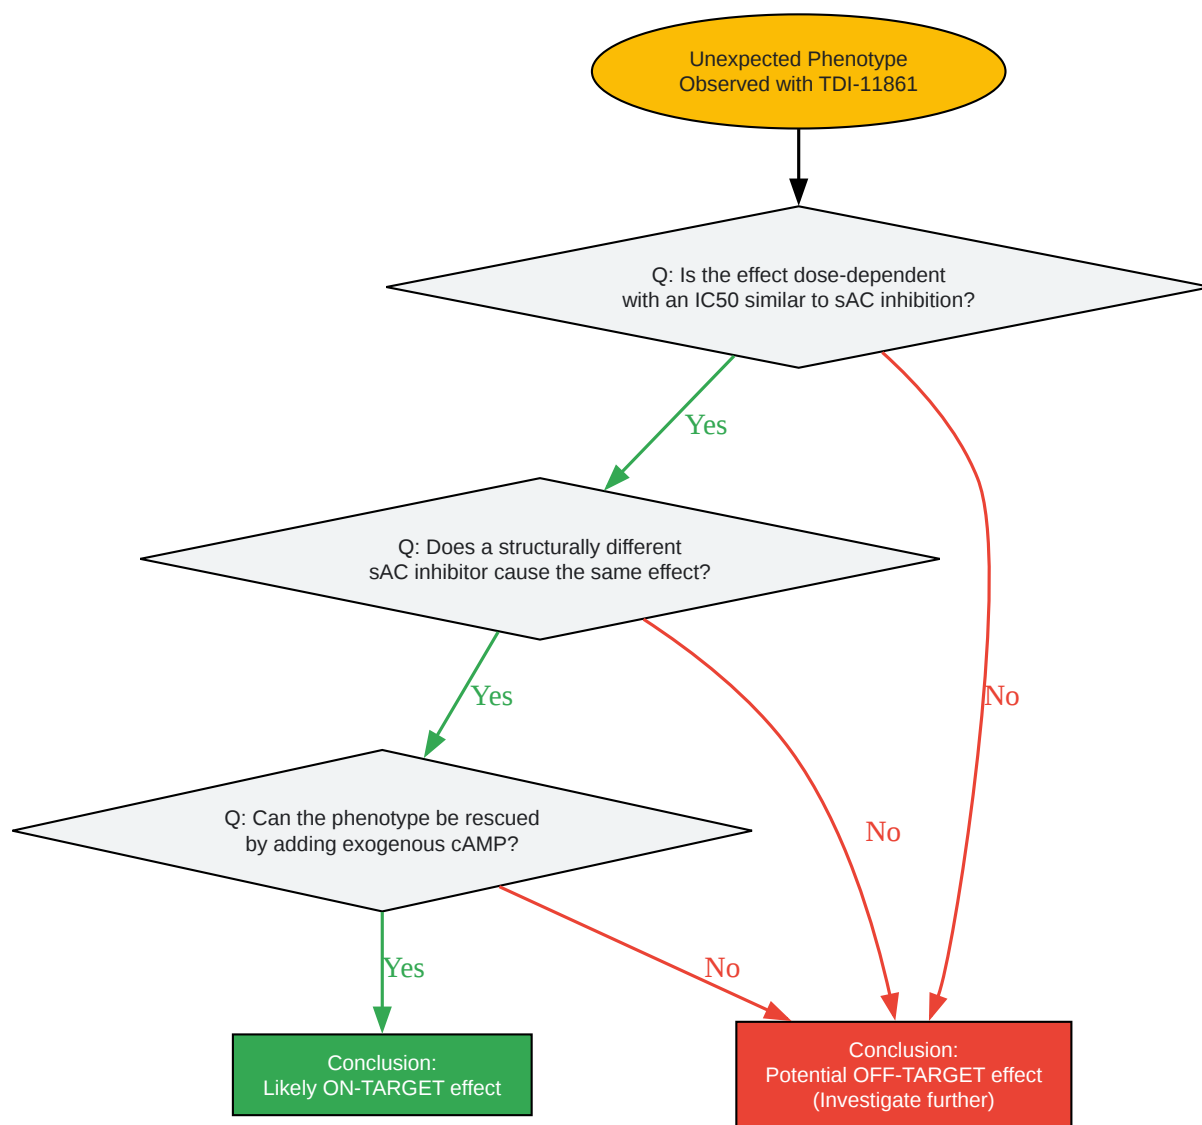 Unexpected Phenotype
Observed with TDI-11861
Q: Is the effect dose-dependent
with an IC50 similar to sAC inhibition?
Yes
Q: Does a structurally different
sAC inhibitor cause the same effect?
Yes
No
Q: Can the phenotype be rescued
by adding exogenous cAMP?
No
Yes
No
Conclusion:
Likely ON-TARGET effect
Conclusion:
Potential OFF-TARGET effect
(Investigate further)